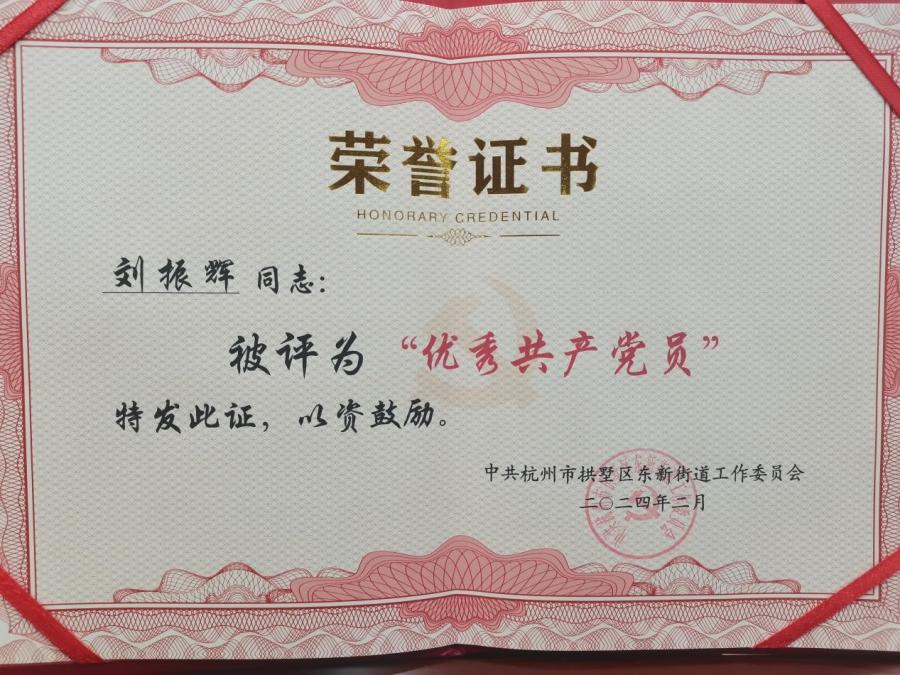 荣誉证书
HONORARY CREDENTIAL
刘振辉同志：
被评为“优秀共产党员”
特发此证，以资鼓励。
中共杭州市拱墅区东新街道工作委员会
二〇二四年二月